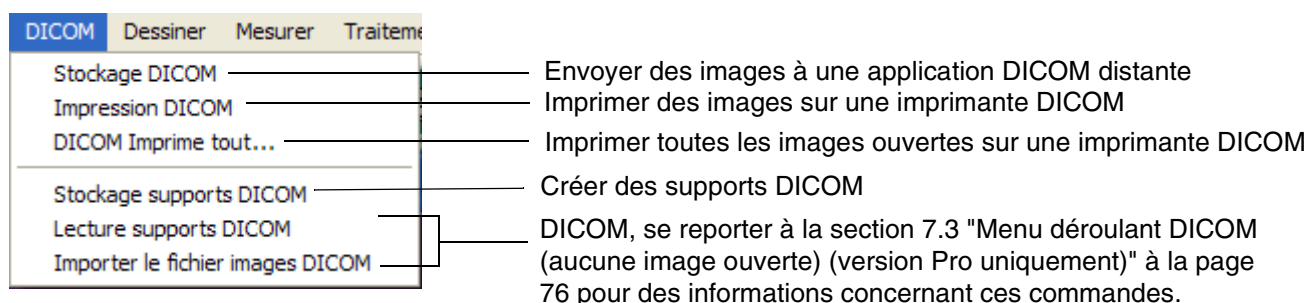 DICOM Dessiner Mesurer Traiteme
Stockage DICOM
Envoyer des images à une application DICOM distante
Impression DICOM
Imprimer des images sur une imprimante DICOM
DICOM Imprime tout...
Imprimer toutes les images ouvertes sur une imprimante DICOM
Stockage supports DICOM
Créer des supports DICOM
Lecture supports DICOM
Importer le fichier images DICOM
DICOM, se reporter à la section 7.3 "Menu déroulant DICOM
(aucune image ouverte) (version Pro uniquement)" à la page
76 pour des informations concernant ces commandes.